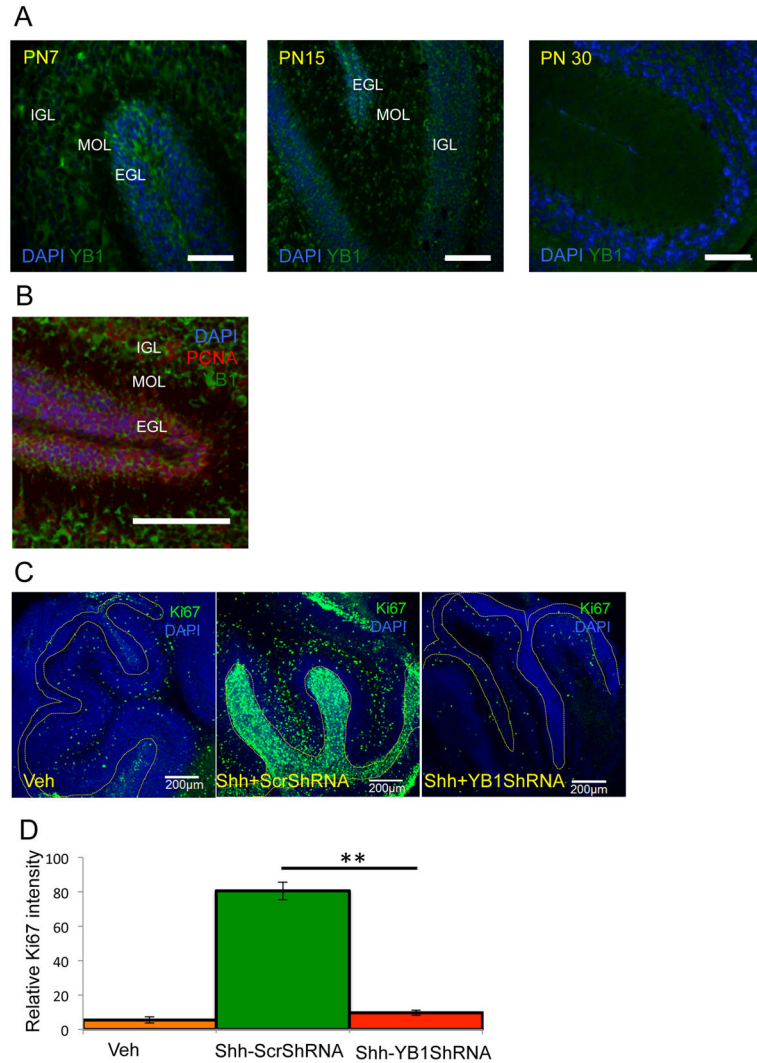 A
PN7
IGL
MOL
EGL
DAPI YB1
PN15
EGL
MOL
IGL
DAPI YB1
PN 30
DAPI YB1
B
DAPI
IGL
PCNA
YB1
MOL
EGL
C
Ki67
DAPI
Veh
200µm
Ki67
DAPI
Shh+ScrShRNA
200µm
Ki67
DAPI
Shh+YB1ShRNA
200µm
D
Relative Ki67 intensity
100
80
60
40
20
0
**
Veh
Shh-ScrShRNA
Shh-YB1ShRNA